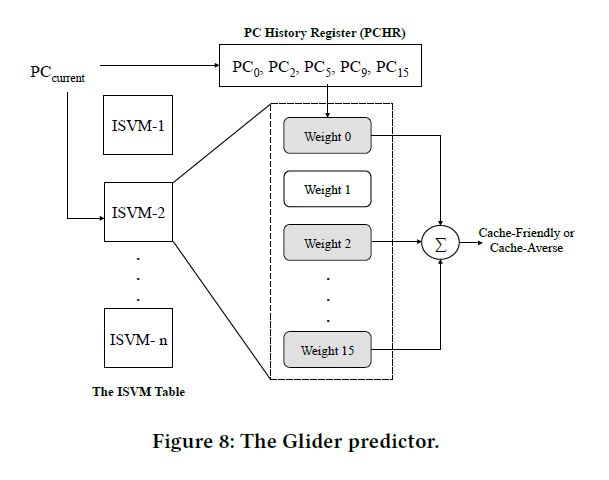 PC History Register (PCHR)
PCcurrent
PC0, PC2, PC5, PC9, PC15
ISVM-1
Weight 0
Weight 1
ISVM-2
Weight 2
∑
Cache-Friendly or
Cache-Averse
.
.
.
.
.
.
ISVM- n
Weight 15
The ISVM Table
Figure 8: The Glider predictor.